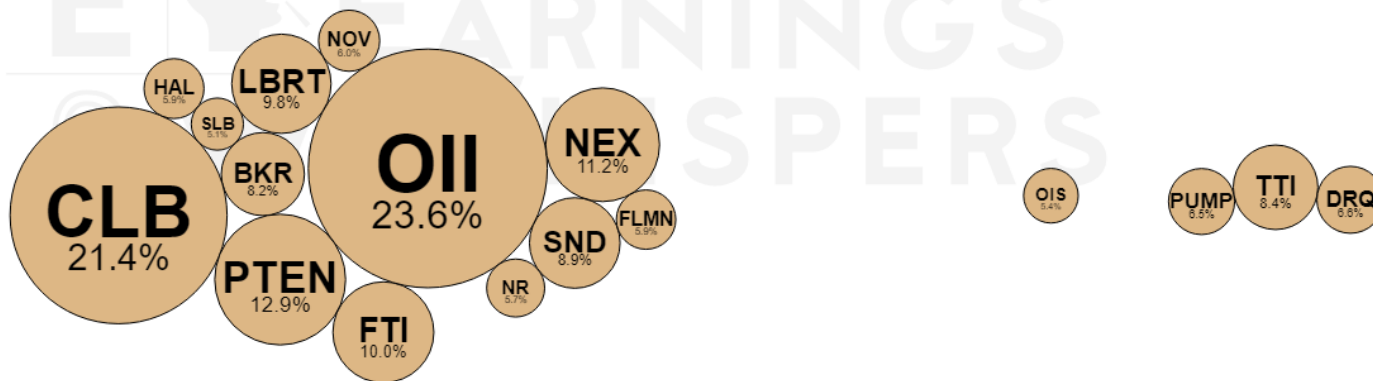 E ARNINGS
@ HESPERS
NOV
6.0%
HAL
5.9%
LBRT
9.8%
SLB
5.1%
BKR
8.2%
OII
23.6%
NEX
11.2%
CLB
21.4%
PTEN
12.9%
FTI
10.0%
SND
8.9%
FLMN
5.9%
NR
5.7%
OIS
5.4%
PUMP
6.5%
TTI
8.4%
DRQ
6.6%